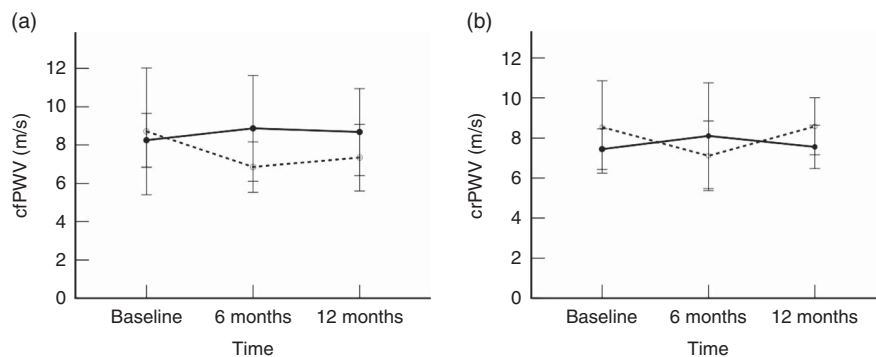 (a)
12
10
8
6
4
2
0
cfPWV (m/s)
Baseline
6 months
12 months
Time
(b)
12
10
8
6
4
2
0
crPWV (m/s)
Baseline
6 months
12 months
Time